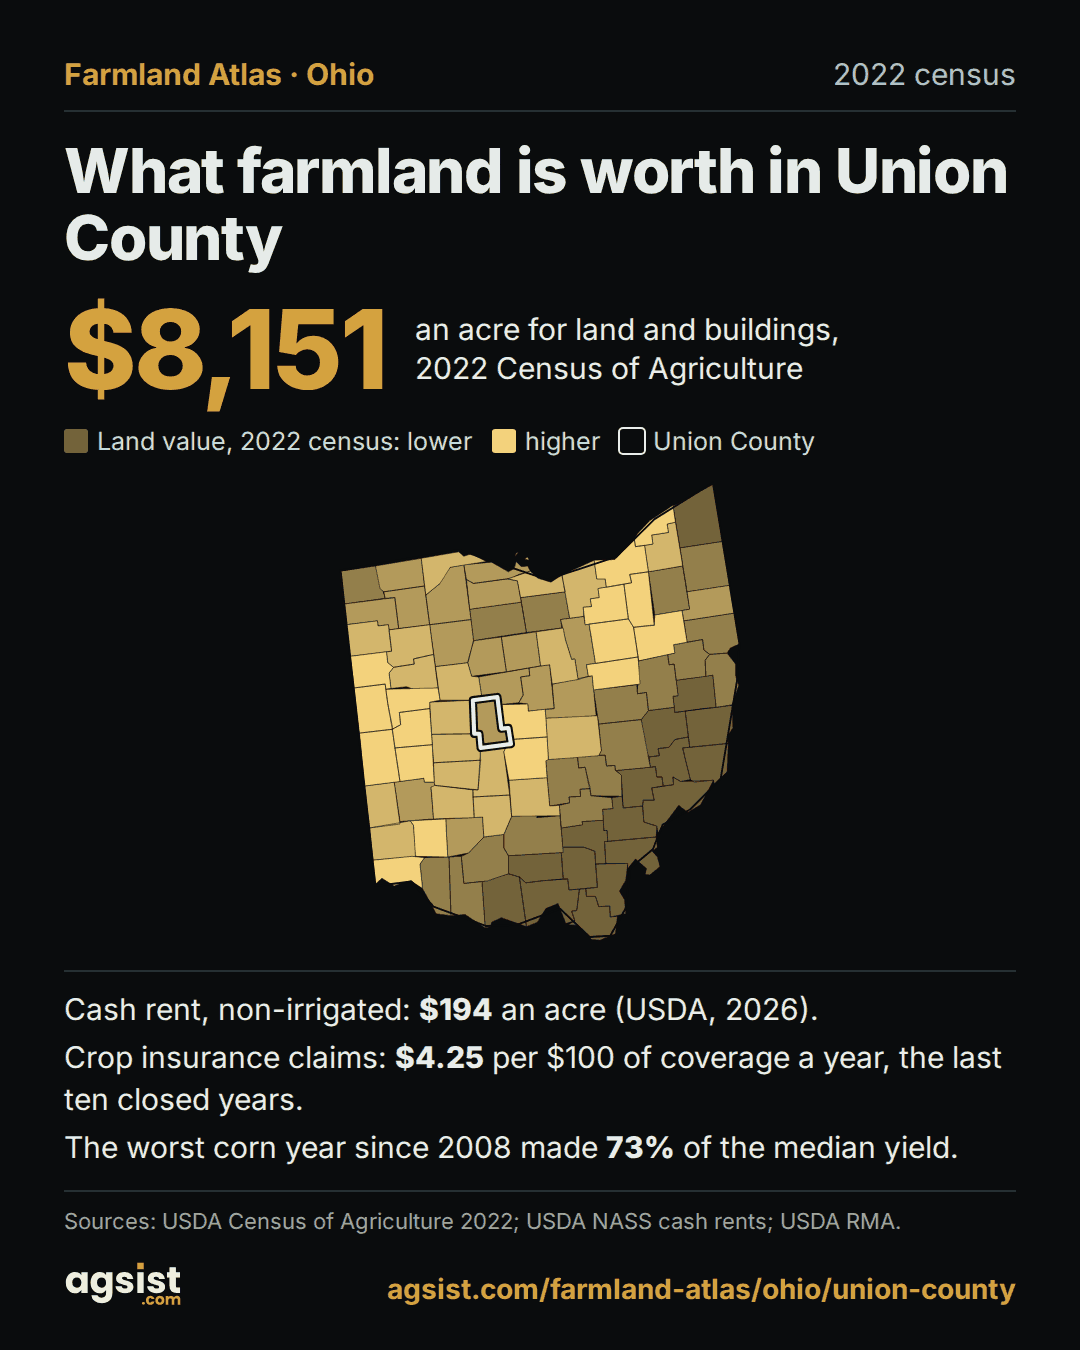 Farmland Atlas · Ohio
2022 census
What farmland is worth in Union
County
$8,151
an acre for land and buildings,
2022 Census of Agriculture
Land value, 2022 census: lower
higher
Union County
Cash rent, non-irrigated: $194 an acre (USDA, 2026).
Crop insurance claims: $4.25 per $100 of coverage a year, the last
ten closed years.
The worst corn year since 2008 made 73% of the median yield.
Sources: USDA Census of Agriculture 2022; USDA NASS cash rents; USDA RMA.
agsist
.com
agsist.com/farmland-atlas/ohio/union-county